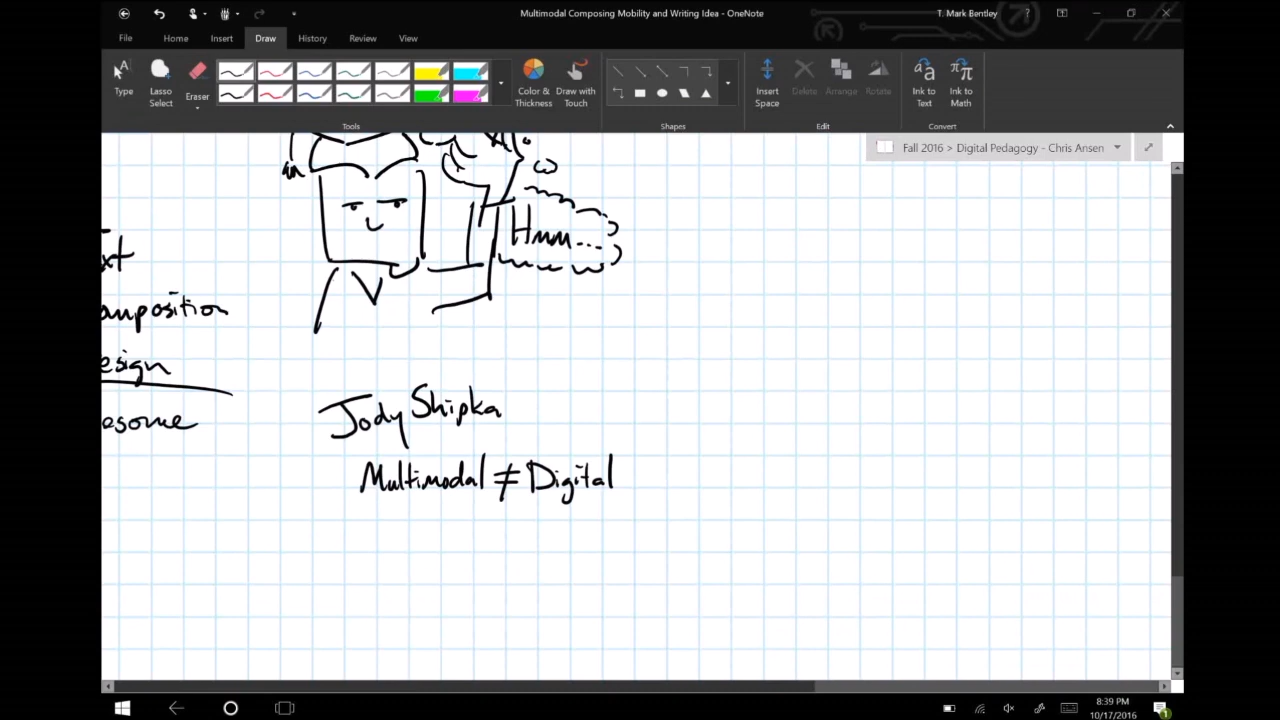 Multimodal Composing Mobility and Writing Idea - OneNote
T. Mark Bentley
?
File
Home
Insert
Draw
History
Review
View
Type
Lasso
Select
Eraser
Color &
Thickness
Draw with
Touch
Insert
Space
Delete
Arrange
Rotate
Ink to
Text
Ink to
Math
Tools
Shapes
Edit
Convert
Fall 2016 > Digital Pedagogy - Chris Ansen
Hmm...
xt
omposition
esign
esome
Jody Shipka
Multimodal ≠ Digital
8:39 PM
10/17/2016
1